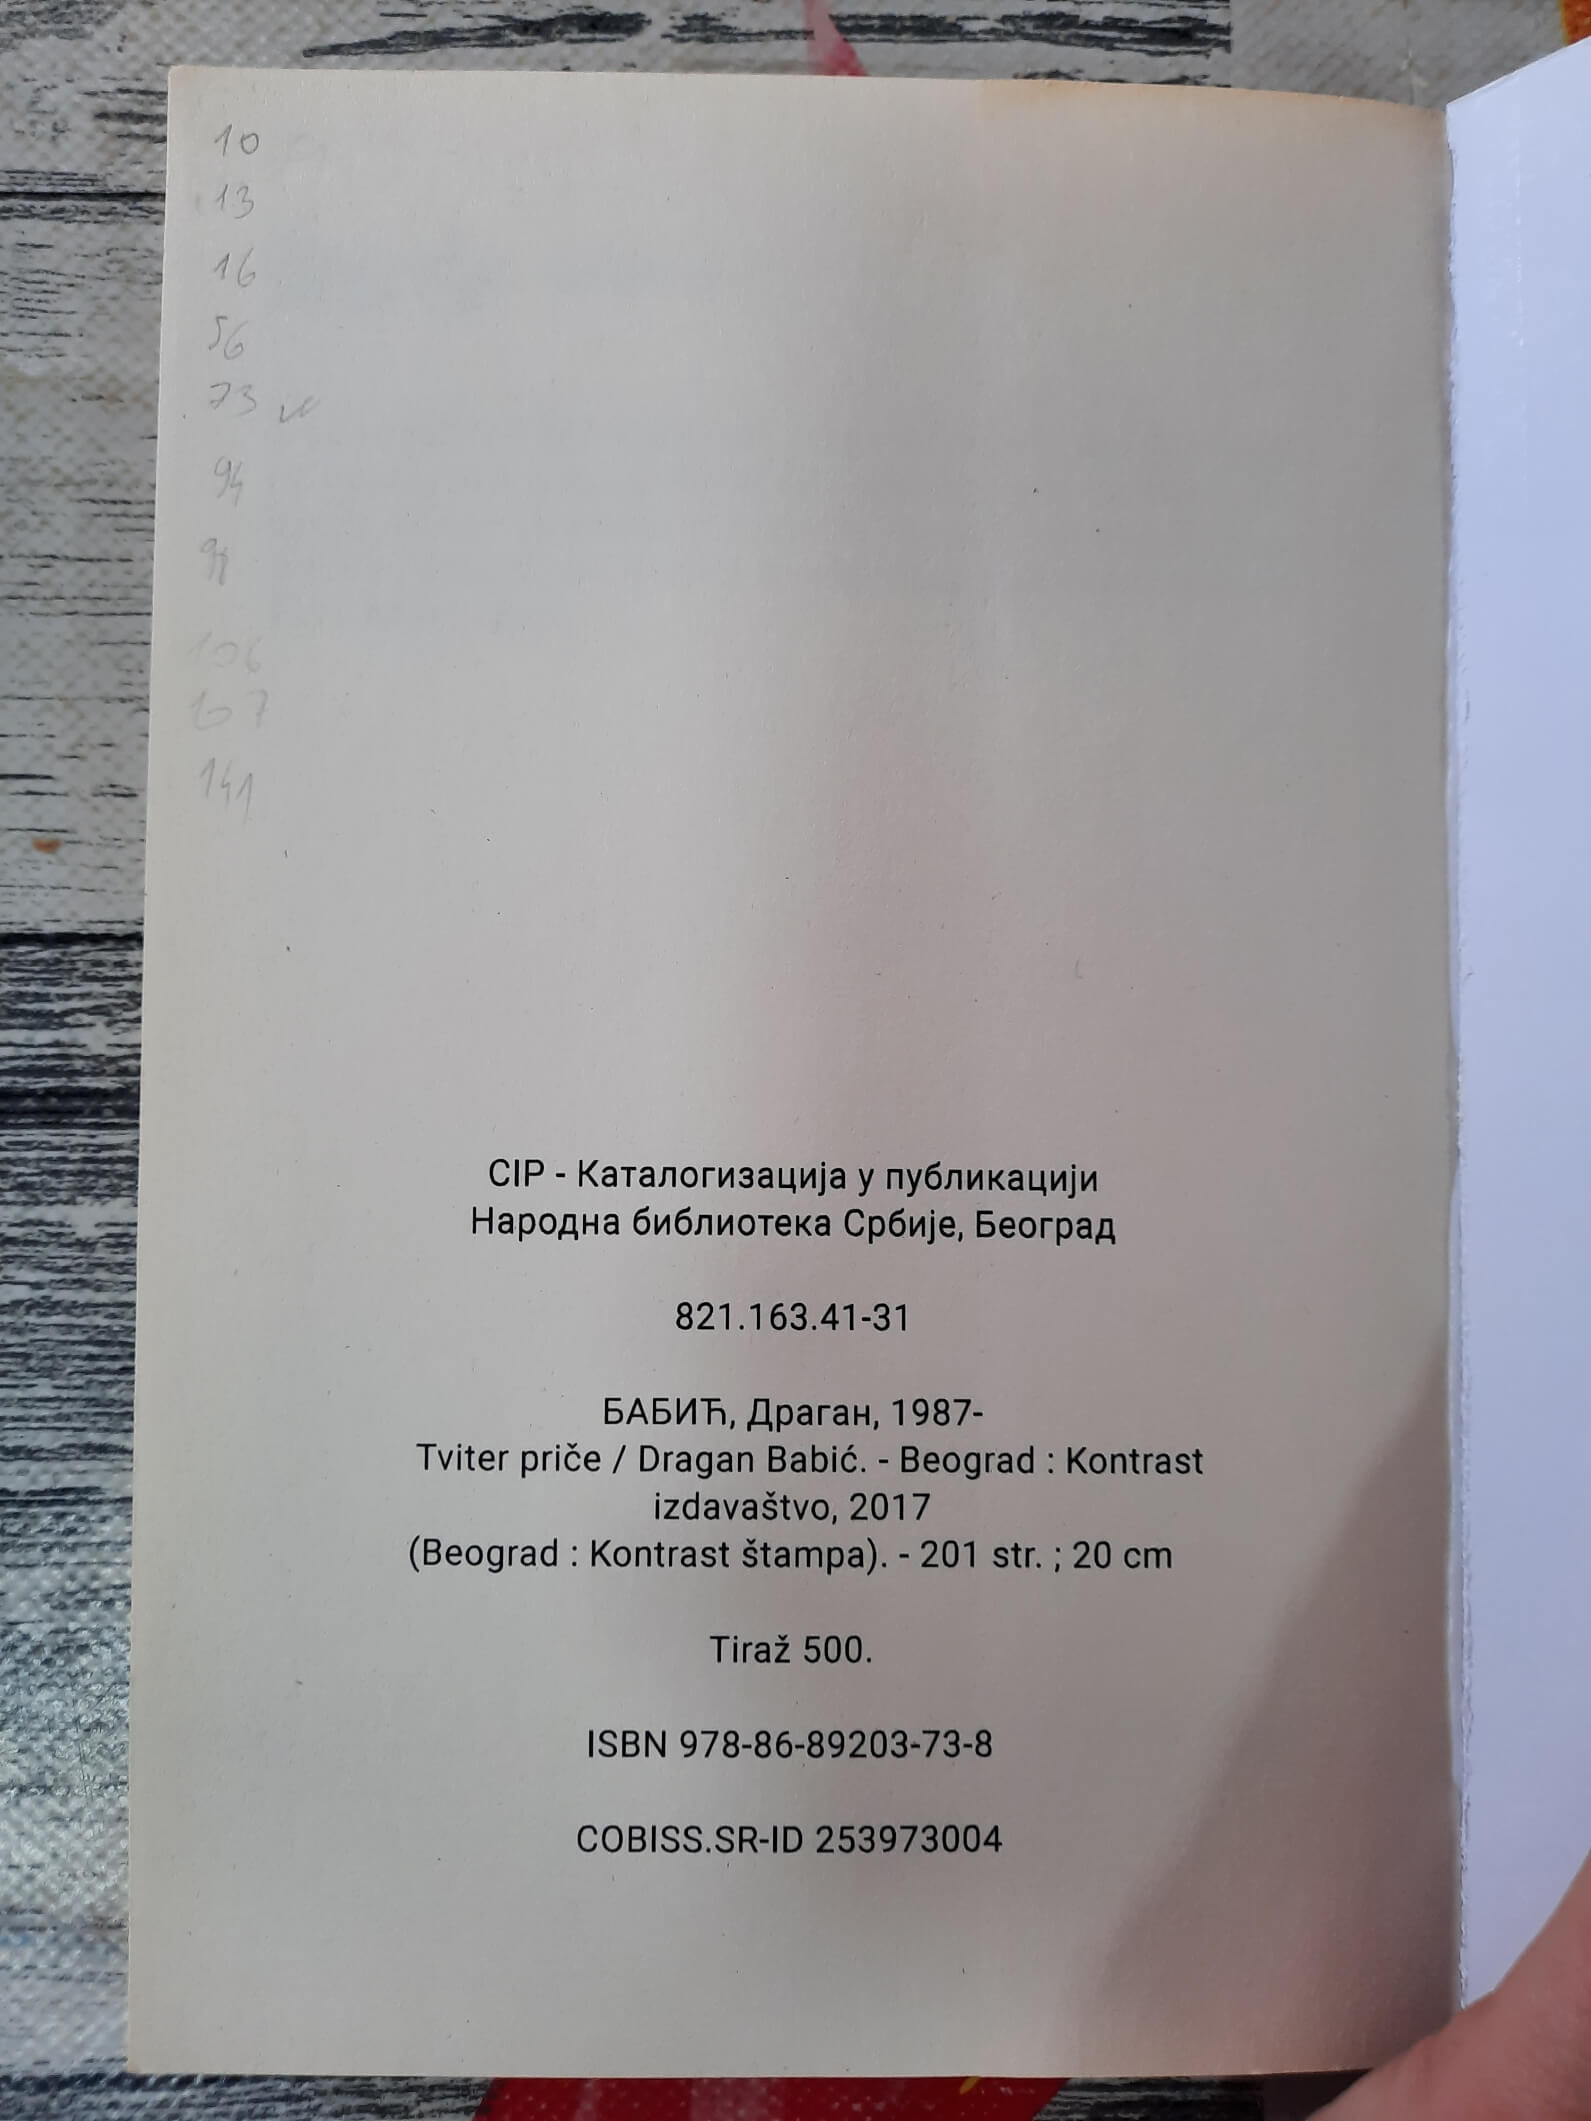 10
13
16
56
73
94
106
107
141
CIP - Каталогизација у публикацији
Народна библиотека Србије, Београд
821.163.41-31
БАБИЋ, Драган, 1987-
Tviter priče / Dragan Babić. - Beograd : Kontrast
izdavaštvo, 2017
(Beograd : Kontrast štampa). - 201 str. ; 20 cm
Tiraž 500.
ISBN 978-86-89203-73-8
COBISS.SR-ID 253973004